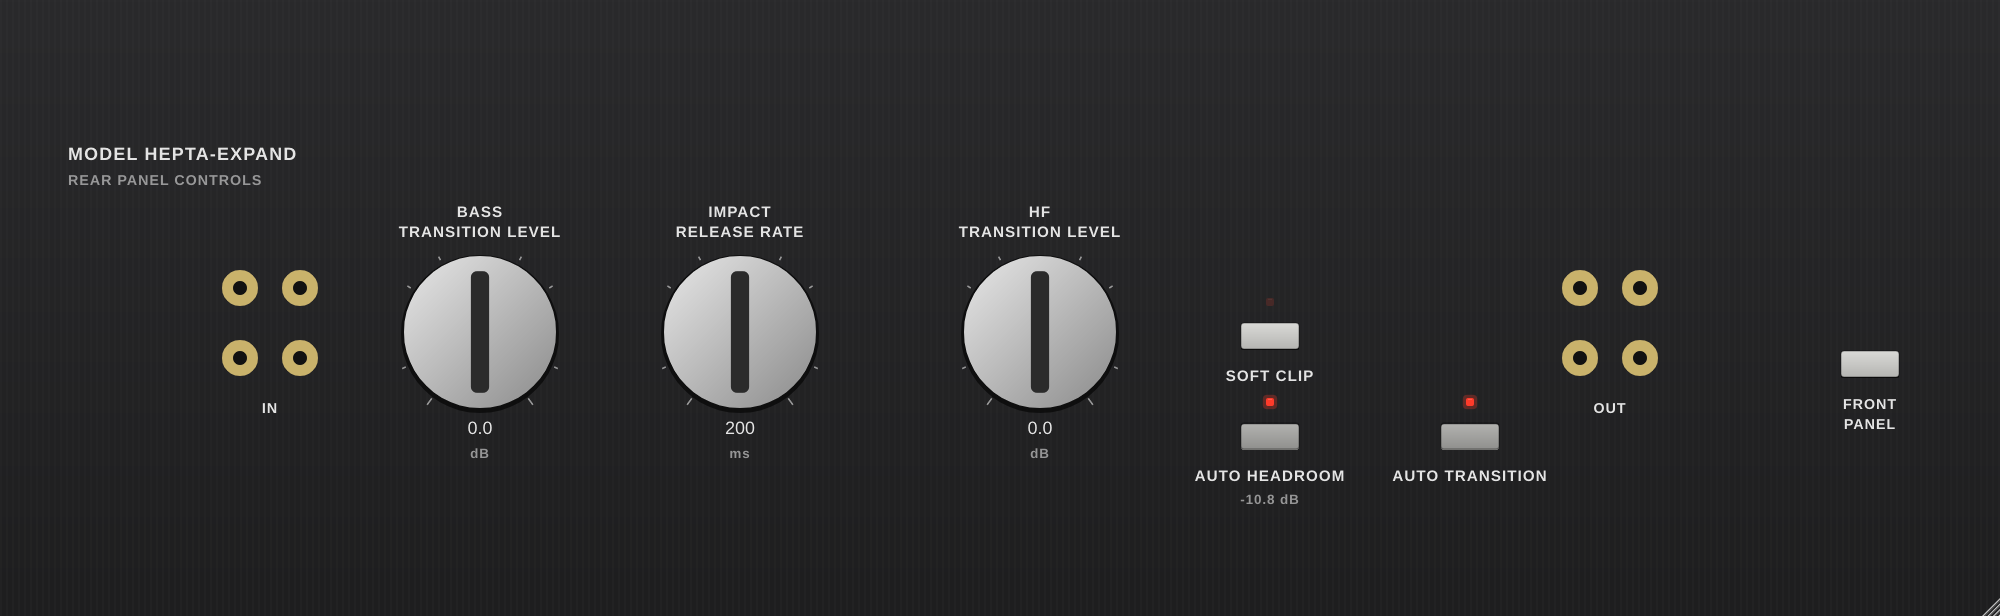 MODEL HEPTA-EXPAND
REAR PANEL CONTROLS
BASS
TRANSITION LEVEL
IMPACT
RELEASE RATE
HF
TRANSITION LEVEL
IN
0.0
dB
200
ms
0.0
dB
SOFT CLIP
AUTO HEADROOM
-10.8 dB
AUTO TRANSITION
OUT
FRONT
PANEL